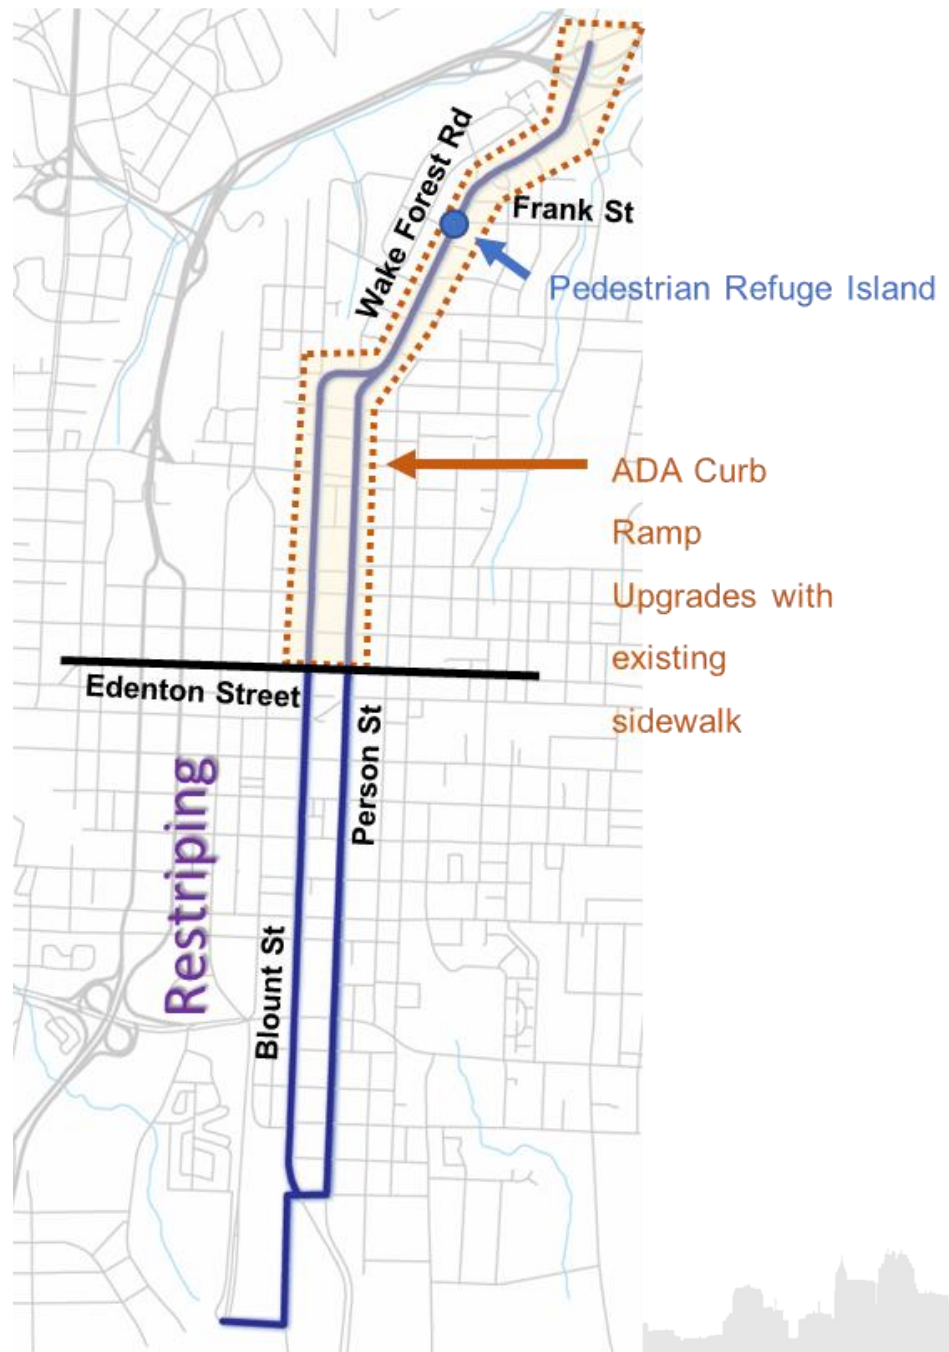 Wake Forest Rd
Frank St
Pedestrian Refuge Island
ADA Curb
Ramp
Upgrades with
existing
sidewalk
Edenton Street
Person St
Restriping
Blount St